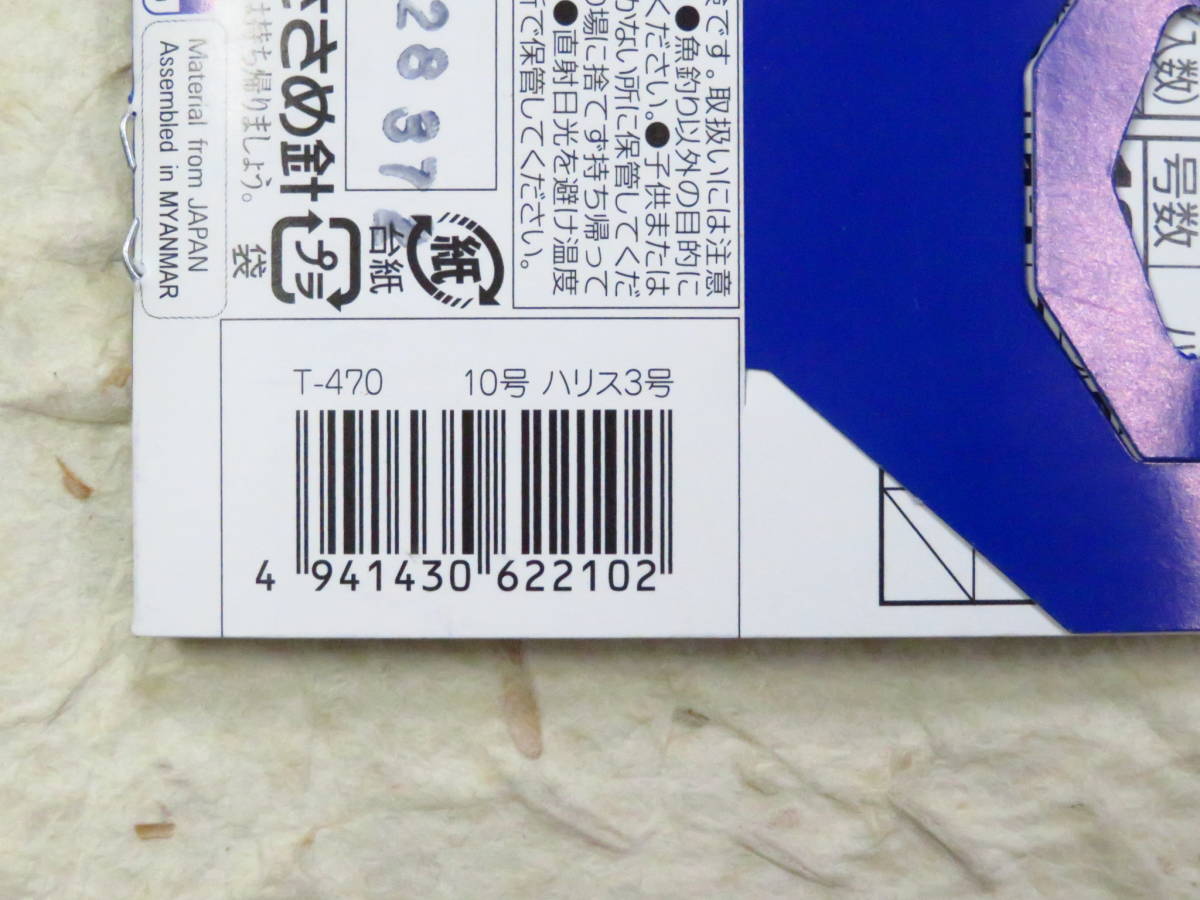 T-470 10号 ハリス3号
4 941430 622102
Material from JAPAN
Assembled in MYANMAR
さめ針
持ち帰りましょう。
プラ
袋
紙
台紙
です。取扱いには注意
●魚釣り以外の目的に
ください。●子供または
かない所に保管してくだ
場に捨てず持ち帰って
●直射日光を避け温度
所で保管してください。
号数